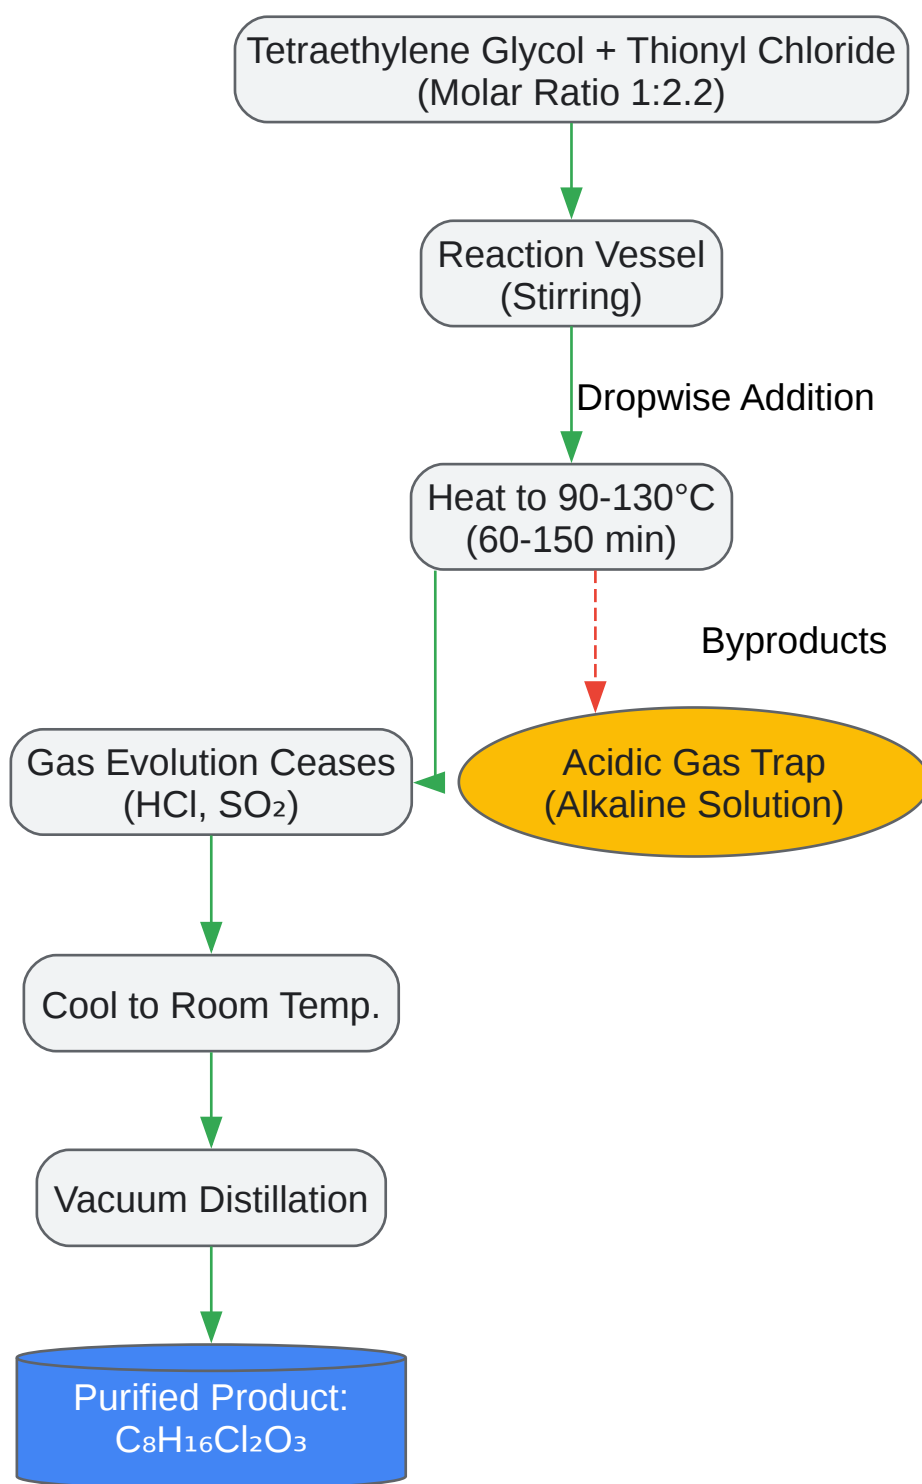 Tetraethylene Glycol + Thionyl Chloride
(Molar Ratio 1:2.2)
Reaction Vessel
(Stirring)
Dropwise Addition
Heat to 90-130°C
(60-150 min)
Byproducts
Gas Evolution Ceases
(HCl, SO₂)
Acidic Gas Trap
(Alkaline Solution)
Cool to Room Temp.
Vacuum Distillation
Purified Product:
C₈H₁₆Cl₂O₃